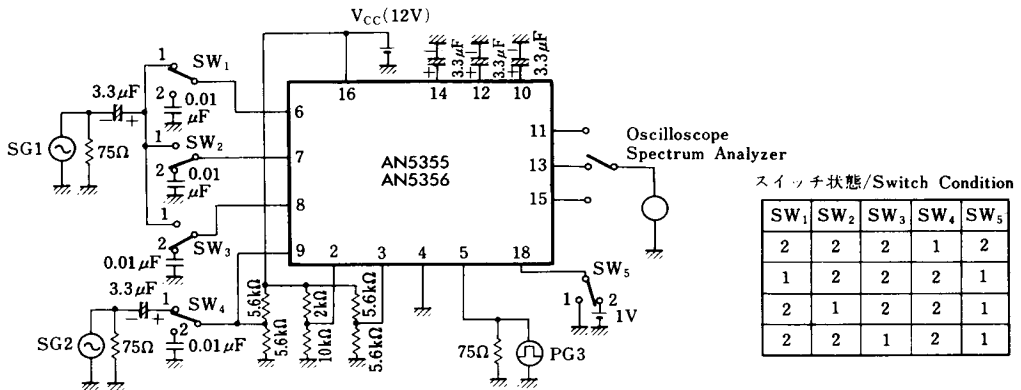 V_CC(12V)
1
SW₁
2
0.01
μF
3.3μF
− +
SG1
75Ω
1
SW₂
2
0.01
μF
1
2
SW₃
0.01μF
3.3μF
− +
1
SW₄
2
0.01μF
SG2
75Ω
16
14
12
10
3.3μF
3.3μF
3.3μF
6
7
8
9
AN5355
AN5356
11
13
15
2
3
4
5
18
5.6kΩ
5.6kΩ
2kΩ
10kΩ
5.6kΩ
5.6kΩ
75Ω
PG3
SW₅
1
2
1V
Oscilloscope
Spectrum Analyzer
スイッチ状態/Switch Condition
SW₁ SW₂ SW₃ SW₄ SW₅
2 2 2 1 2
1 2 2 2 1
2 1 2 2 1
2 2 1 2 1